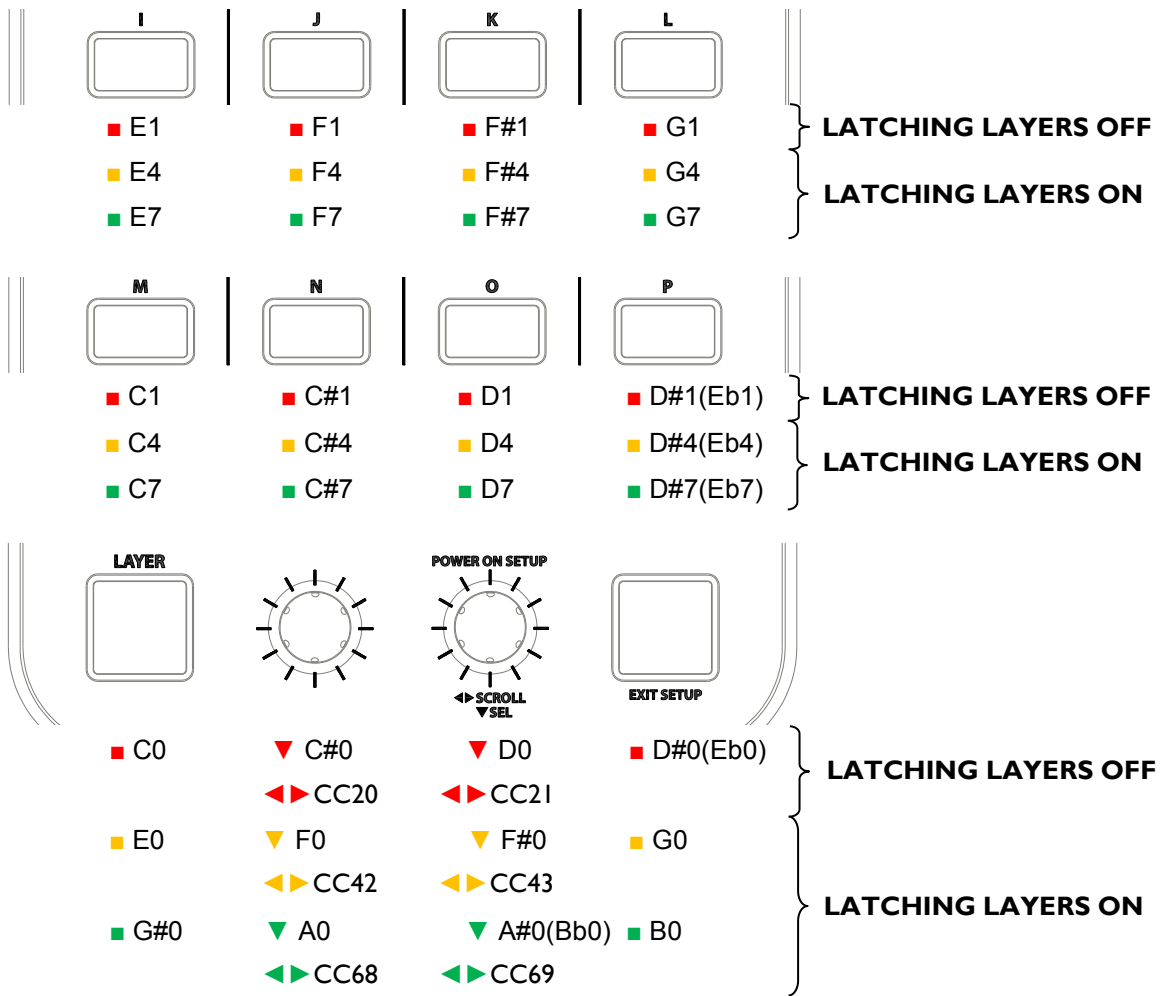 I J K L
■ E1 ■ F1 ■ F#1 ■ G1 LATCHING LAYERS OFF
■ E4 ■ F4 ■ F#4 ■ G4
LATCHING LAYERS ON
■ E7 ■ F7 ■ F#7 ■ G7
M N O P
■ C1 ■ C#1 ■ D1 ■ D#1(Eb1) LATCHING LAYERS OFF
■ C4 ■ C#4 ■ D4 ■ D#4(Eb4)
LATCHING LAYERS ON
■ C7 ■ C#7 ■ D7 ■ D#7(Eb7)
LAYER POWER ON SETUP
◀▶ SCROLL
▼ SEL
EXIT SETUP
■ C0 ▼ C#0 ▼ D0 ■ D#0(Eb0)
LATCHING LAYERS OFF
◀▶ CC20 ◀▶ CC21
■ E0 ▼ F0 ▼ F#0 ■ G0
◀▶ CC42 ◀▶ CC43
LATCHING LAYERS ON
■ G#0 ▼ A0 ▼ A#0(Bb0) ■ B0
◀▶ CC68 ◀▶ CC69